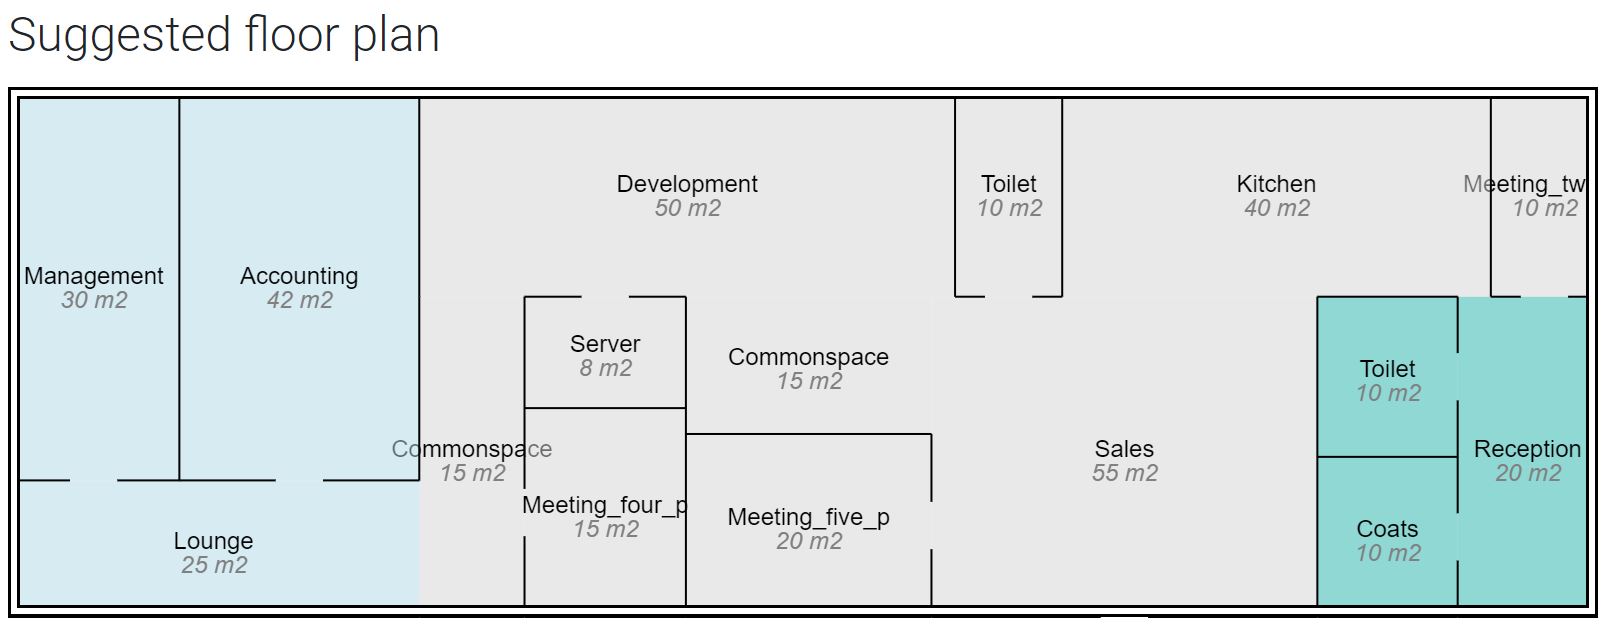 Suggested floor plan
Development
50 m2
Toilet
10 m2
Kitchen
40 m2
Meeting_tw
10 m2
Management
30 m2
Accounting
42 m2
Server
8 m2
Commonspace
15 m2
Toilet
10 m2
Commonspace
15 m2
Sales
55 m2
Reception
20 m2
Meeting_four_p
15 m2
Meeting_five_p
20 m2
Coats
10 m2
Lounge
25 m2